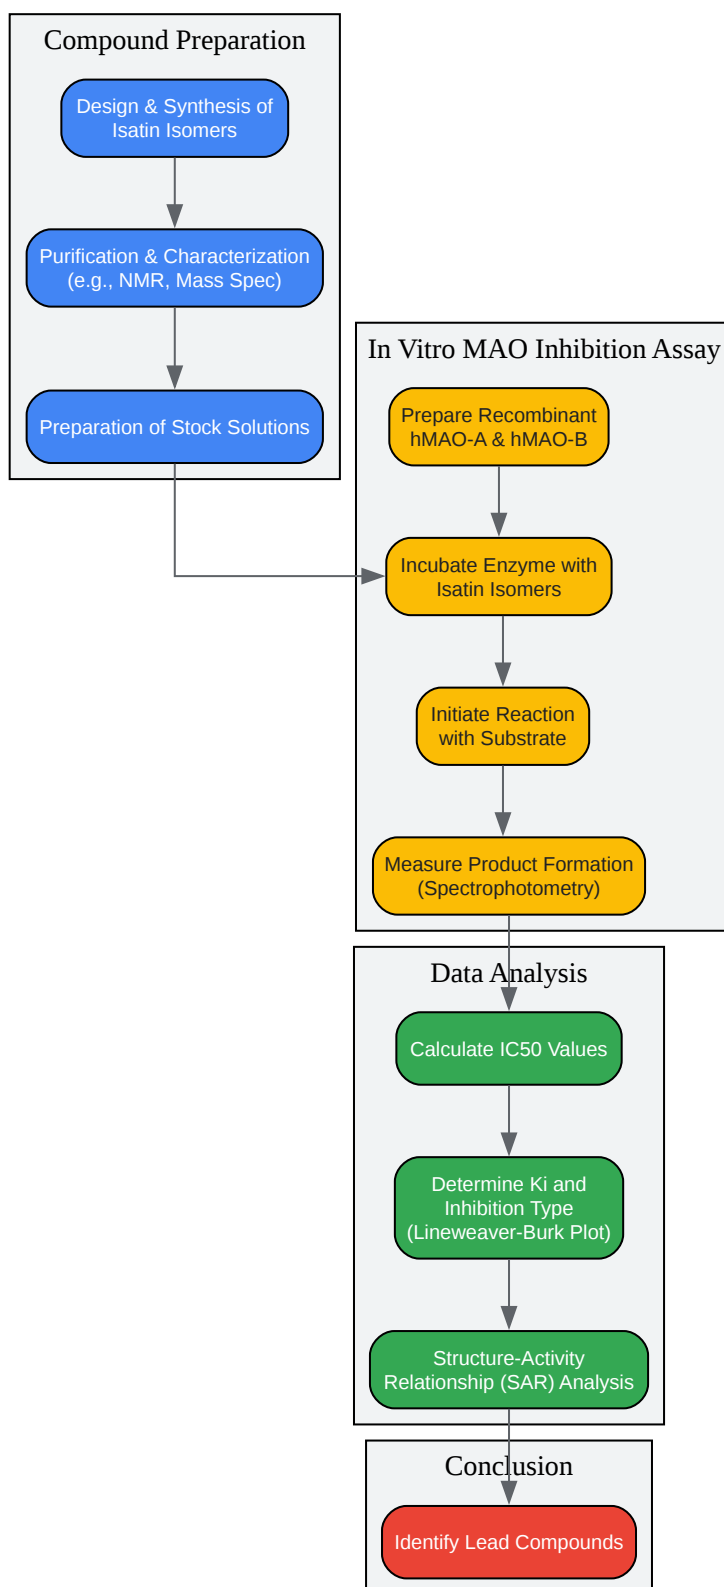 Compound Preparation
Design & Synthesis of
Isatin Isomers
Purification & Characterization
(e.g., NMR, Mass Spec)
Preparation of Stock Solutions
In Vitro MAO Inhibition Assay
Prepare Recombinant
hMAO-A & hMAO-B
Incubate Enzyme with
Isatin Isomers
Initiate Reaction
with Substrate
Measure Product Formation
(Spectrophotometry)
Data Analysis
Calculate IC50 Values
Determine Ki and
Inhibition Type
(Lineweaver-Burk Plot)
Structure-Activity
Relationship (SAR) Analysis
Conclusion
Identify Lead Compounds